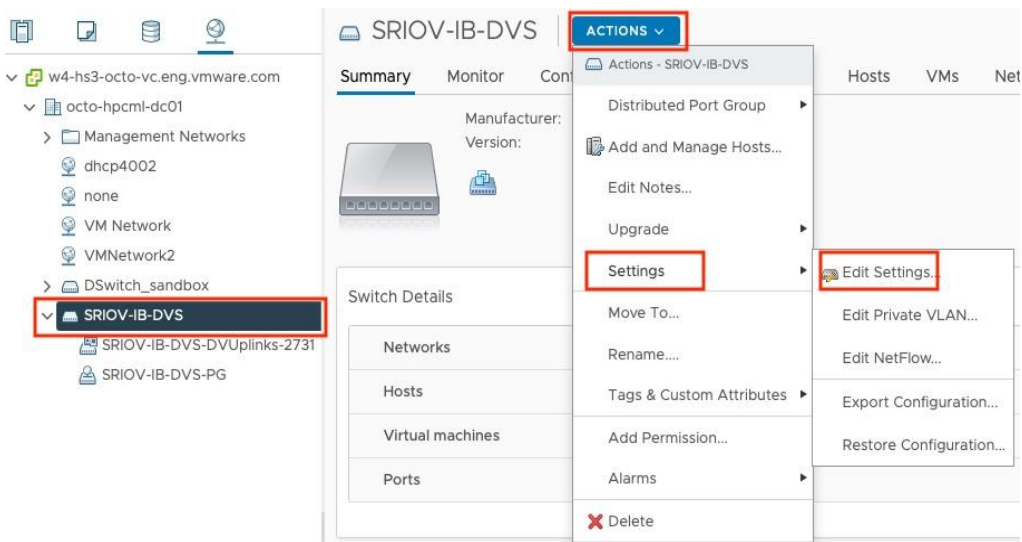 w4-hs3-octo-vc.eng.vmware.com
octo-hpcml-dc01
Management Networks
dhcp4002
none
VM Network
VMNetwork2
DSwitch_sandbox
SRIOV-IB-DVS
SRIOV-IB-DVS-DVUplinks-2731
SRIOV-IB-DVS-PG
SRIOV-IB-DVS
ACTIONS
Summary Monitor Conf Hosts VMs Net
Manufacturer:
Version:
Switch Details
Networks
Hosts
Virtual machines
Ports
Actions - SRIOV-IB-DVS
Distributed Port Group
Add and Manage Hosts...
Edit Notes...
Upgrade
Settings
Move To...
Rename....
Tags & Custom Attributes
Add Permission...
Alarms
Delete
Edit Settings...
Edit Private VLAN...
Edit NetFlow...
Export Configuration...
Restore Configuration...